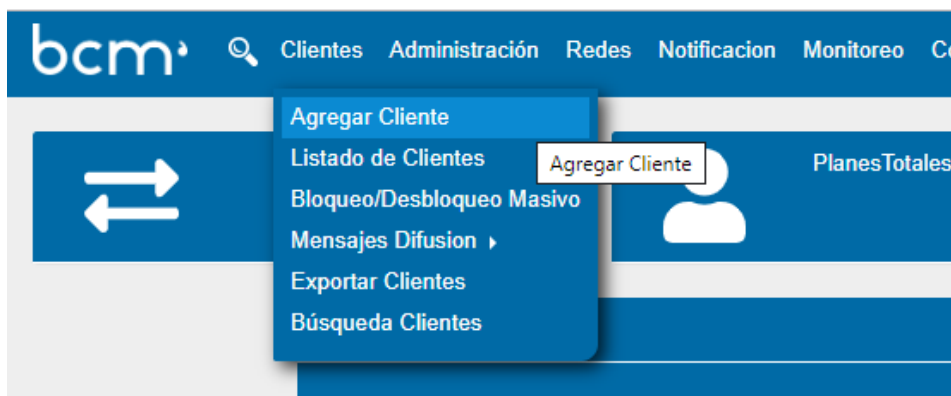 bcm Clientes Administración Redes Notificacion Monitoreo
Agregar Cliente
Listado de Clientes
Agregar Cliente
Bloqueo/Desbloqueo Masivo
Mensajes Difusion
Exportar Clientes
Búsqueda Clientes
PlanesTotales